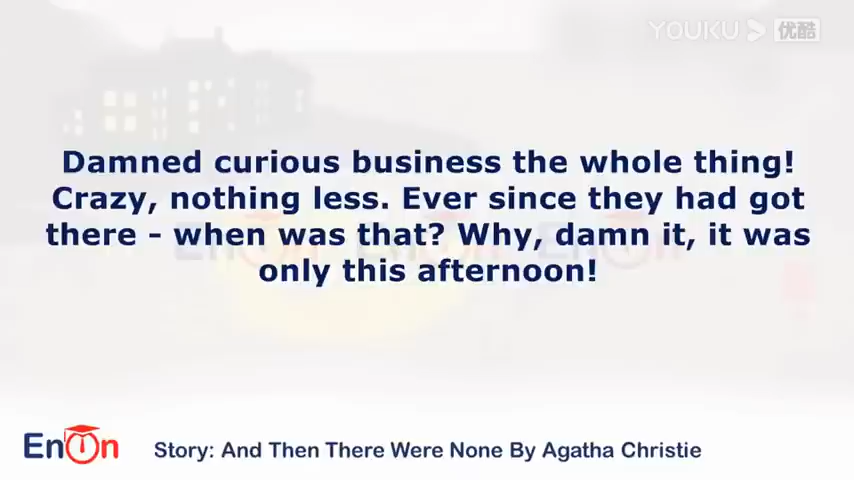 YOUKU 优酷
Damned curious business the whole thing!
Crazy, nothing less. Ever since they had got
there - when was that? Why, damn it, it was
only this afternoon!
EnOn
Story: And Then There Were None By Agatha Christie